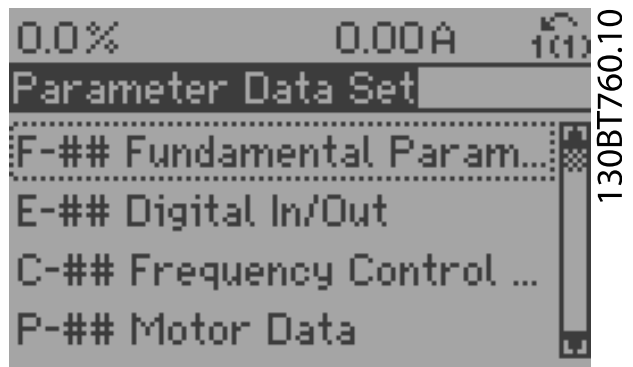 0.0% 0.00A 1(1)
Parameter Data Set
F-## Fundamental Param...
E-## Digital In/Out
C-## Frequency Control ...
P-## Motor Data
130BT760.10